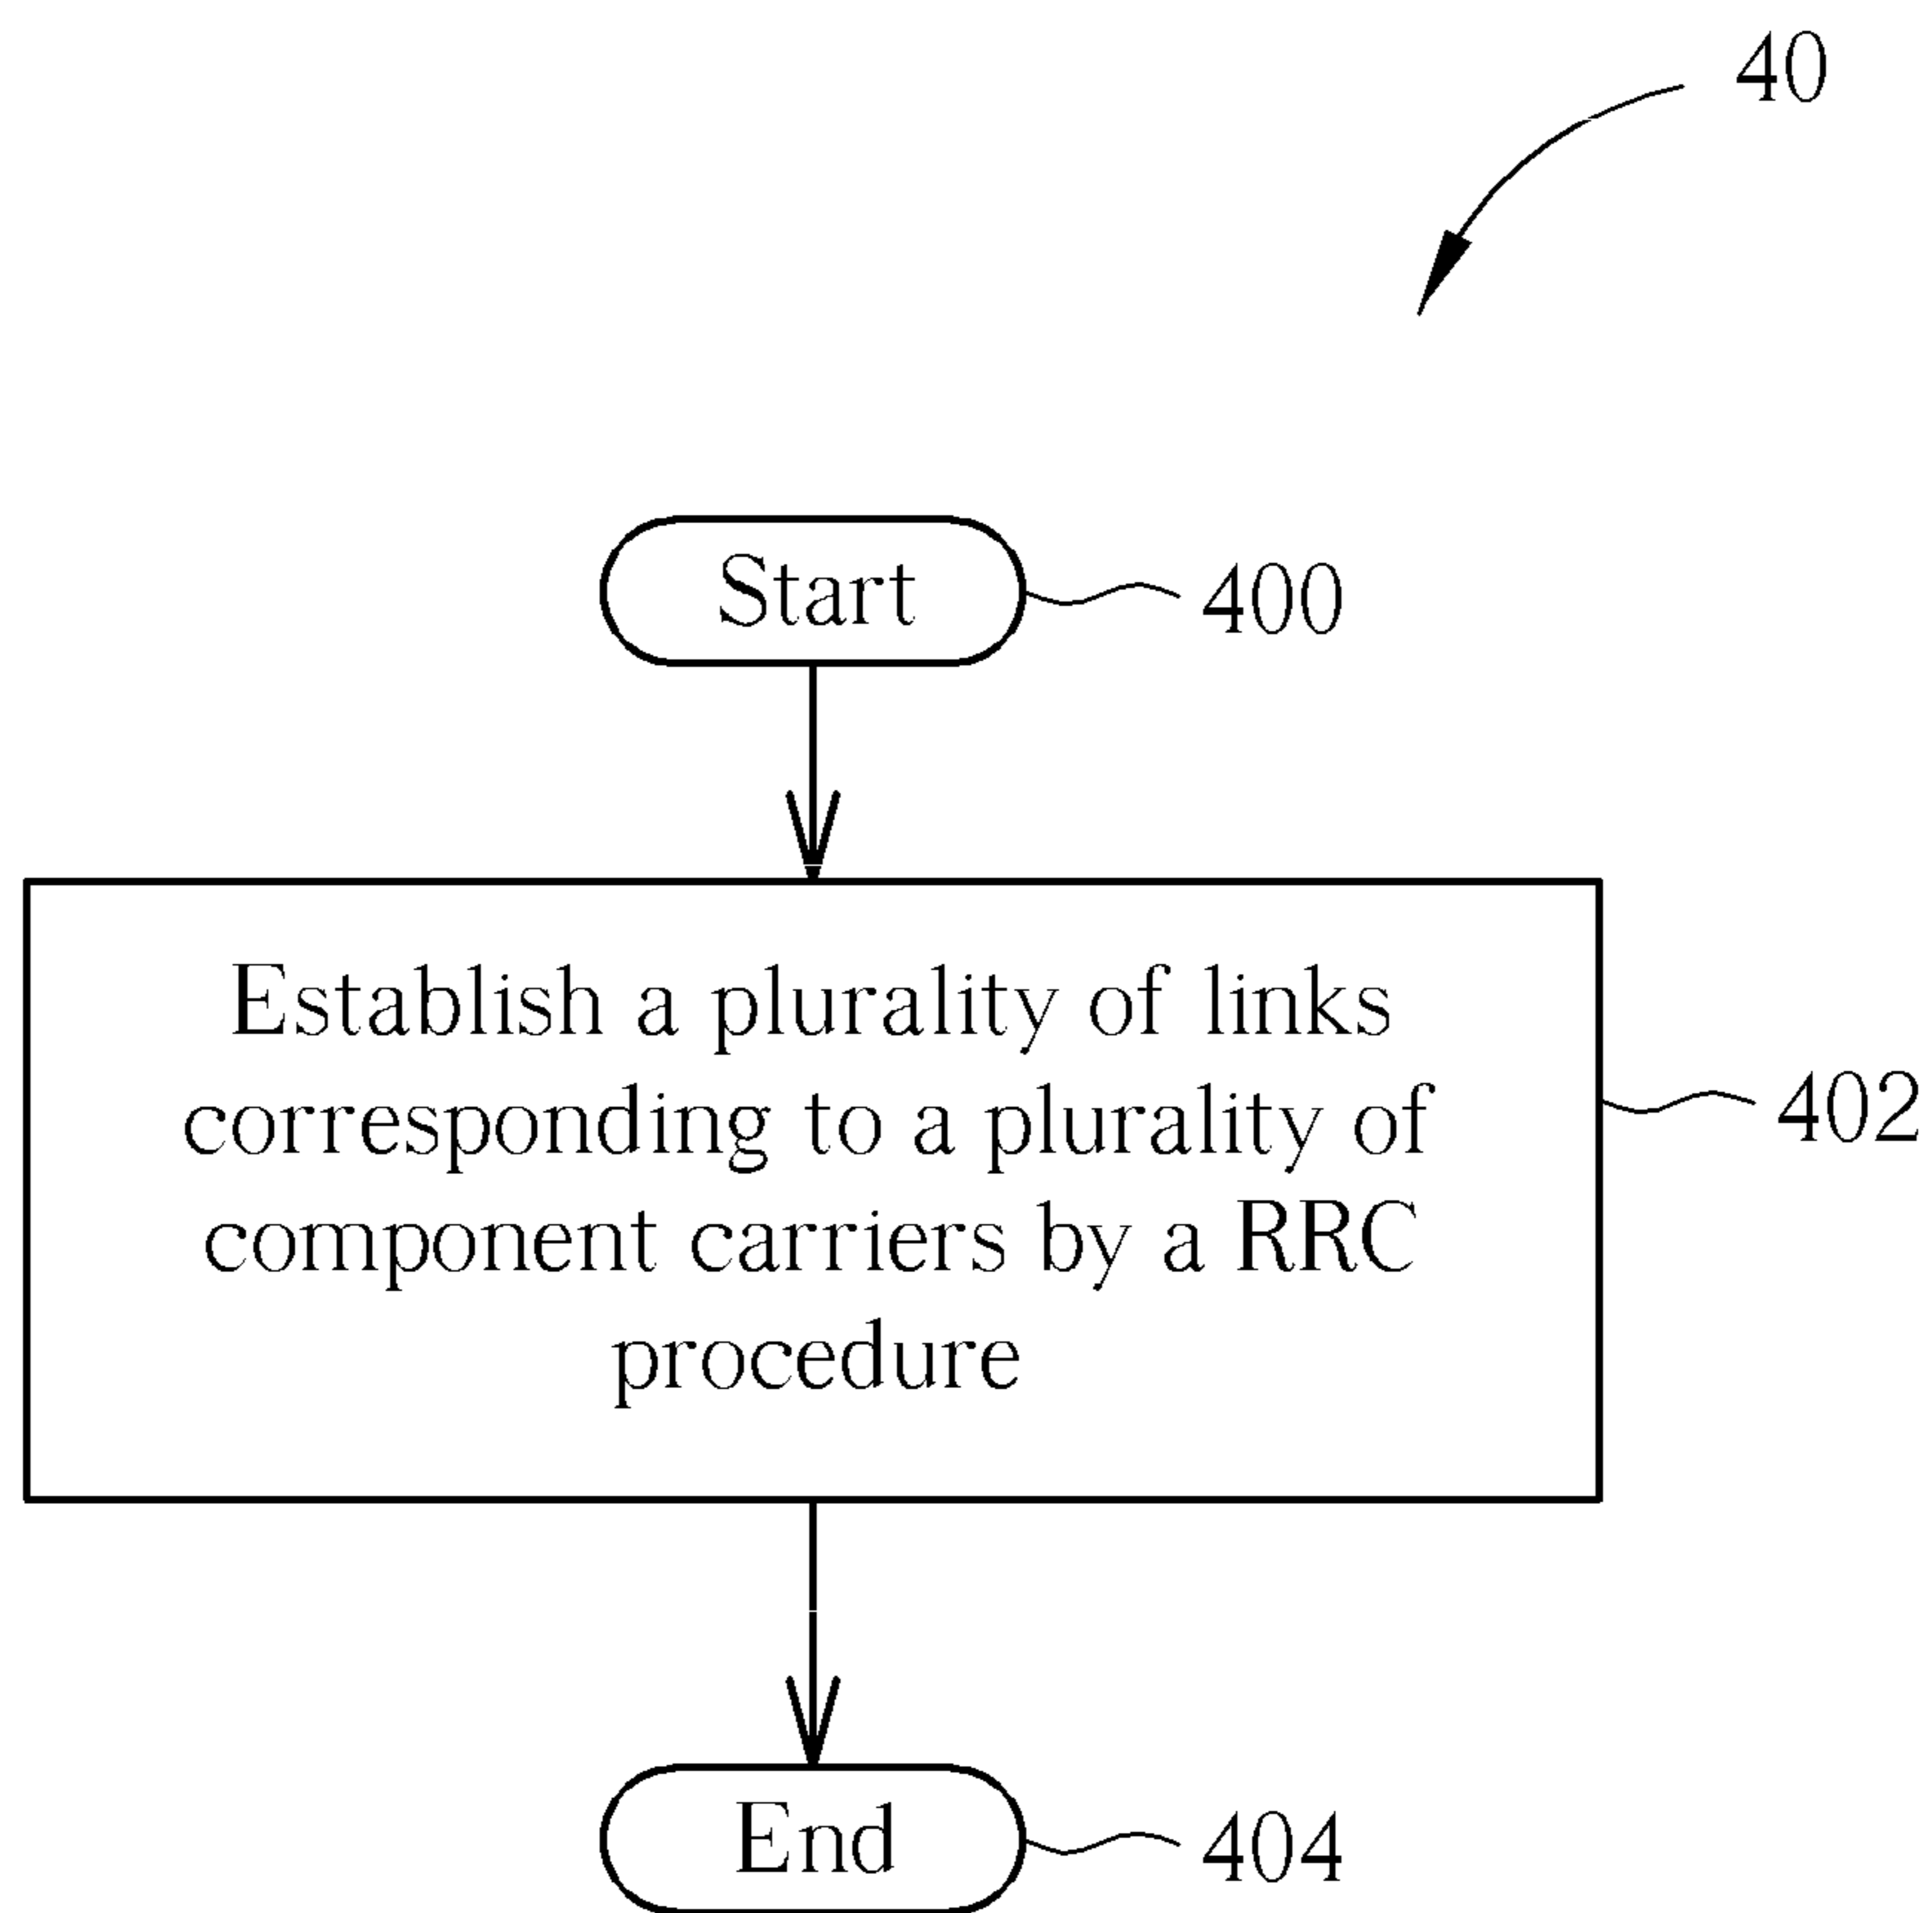 40
Start
400
Establish a plurality of links
corresponding to a plurality of
component carriers by a RRC
procedure
402
End
404